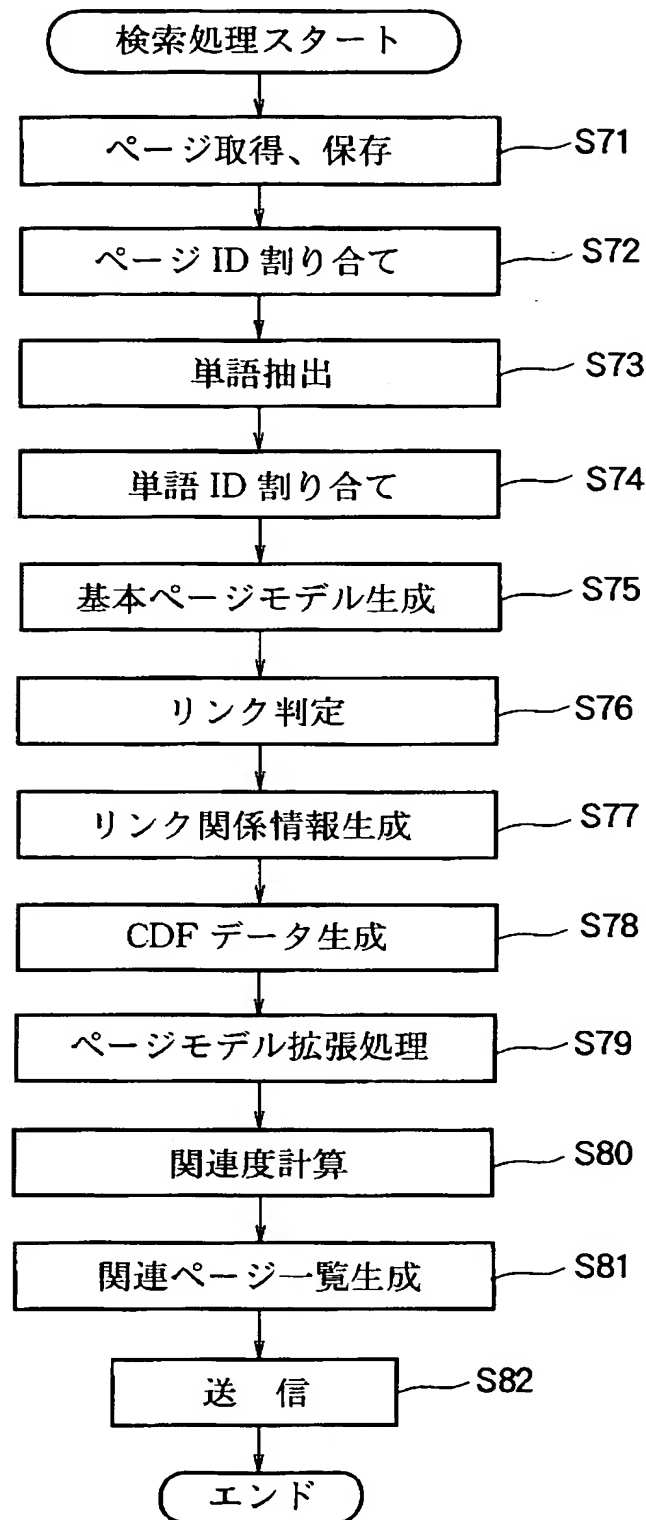 検索処理スタート
ページ取得、保存 S71
ページ ID 割り合て S72
単語抽出 S73
単語 ID 割り合て S74
基本ページモデル生成 S75
リンク判定 S76
リンク関係情報生成 S77
CDF データ生成 S78
ページモデル拡張処理 S79
関連度計算 S80
関連ページ一覧生成 S81
送 信 S82
エンド